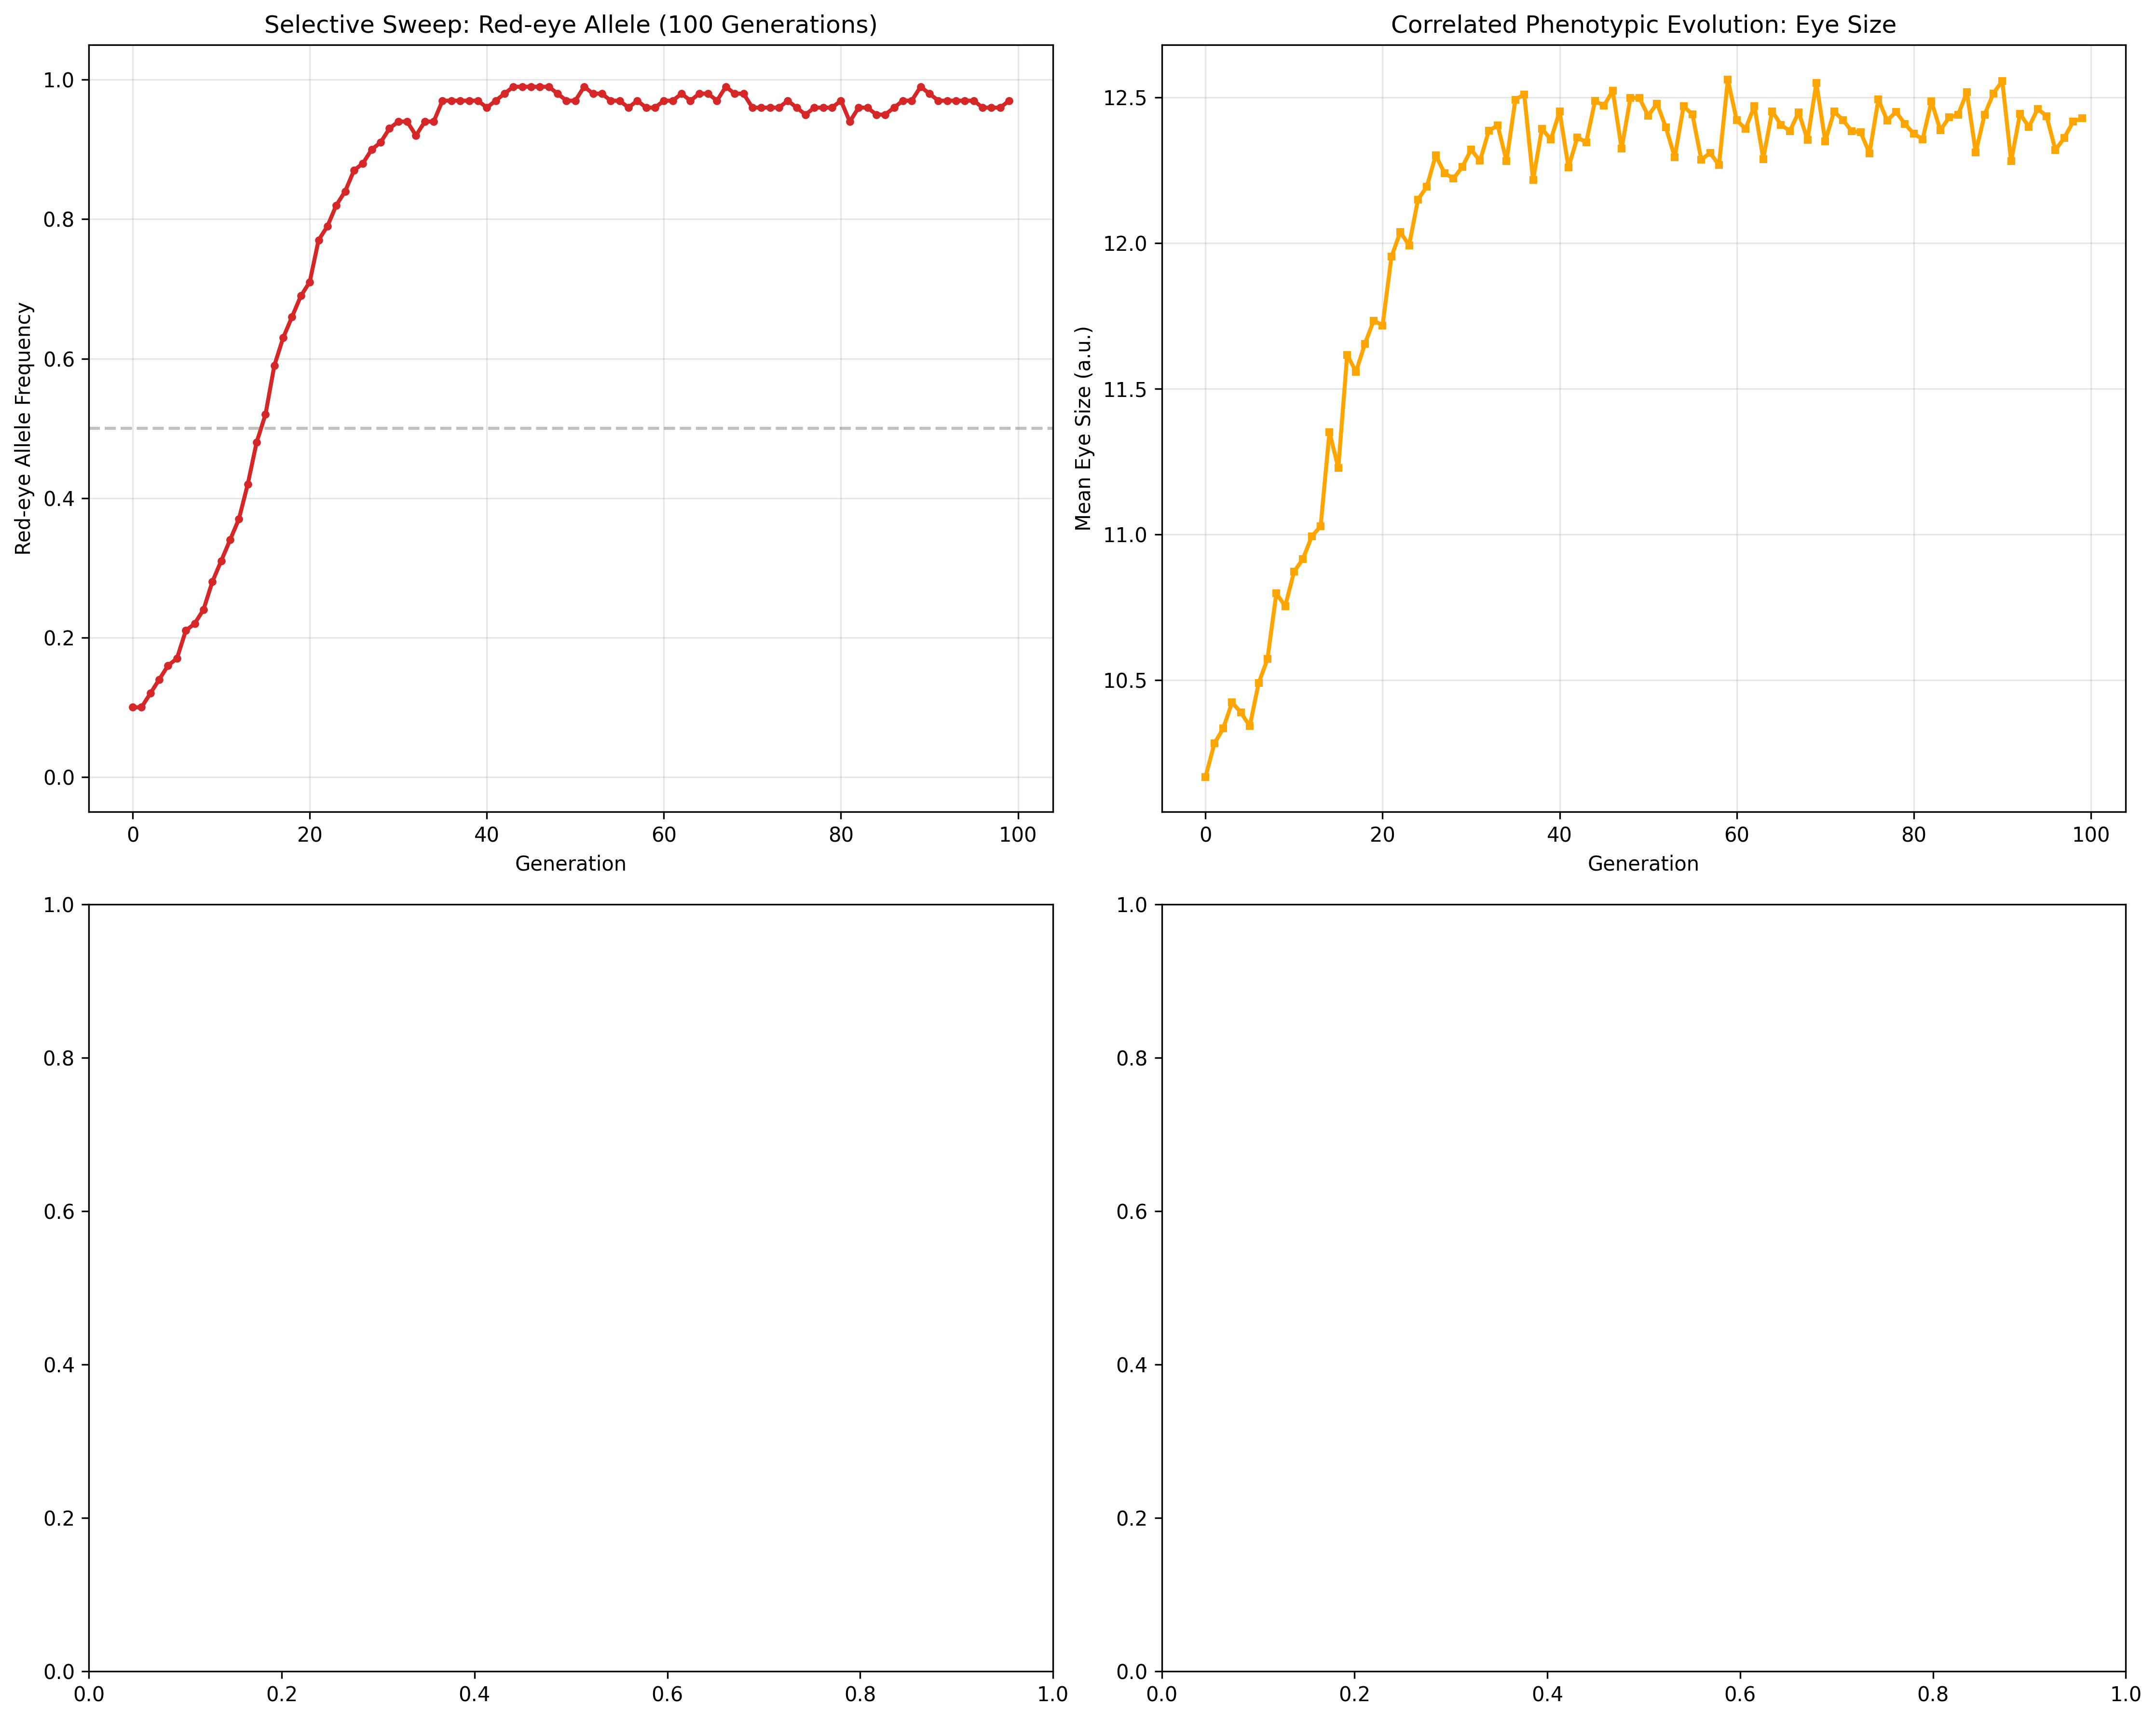 Selective Sweep: Red-eye Allele (100 Generations)
1.0
0.8
0.6
0.4
0.2
0.0
Red-eye Allele Frequency
0 20 40 60 80 100
Generation
Correlated Phenotypic Evolution: Eye Size
12.5
12.0
11.5
11.0
10.5
Mean Eye Size (a.u.)
0 20 40 60 80 100
Generation
1.0
0.8
0.6
0.4
0.2
0.0
0.0 0.2 0.4 0.6 0.8 1.0
1.0
0.8
0.6
0.4
0.2
0.0
0.0 0.2 0.4 0.6 0.8 1.0